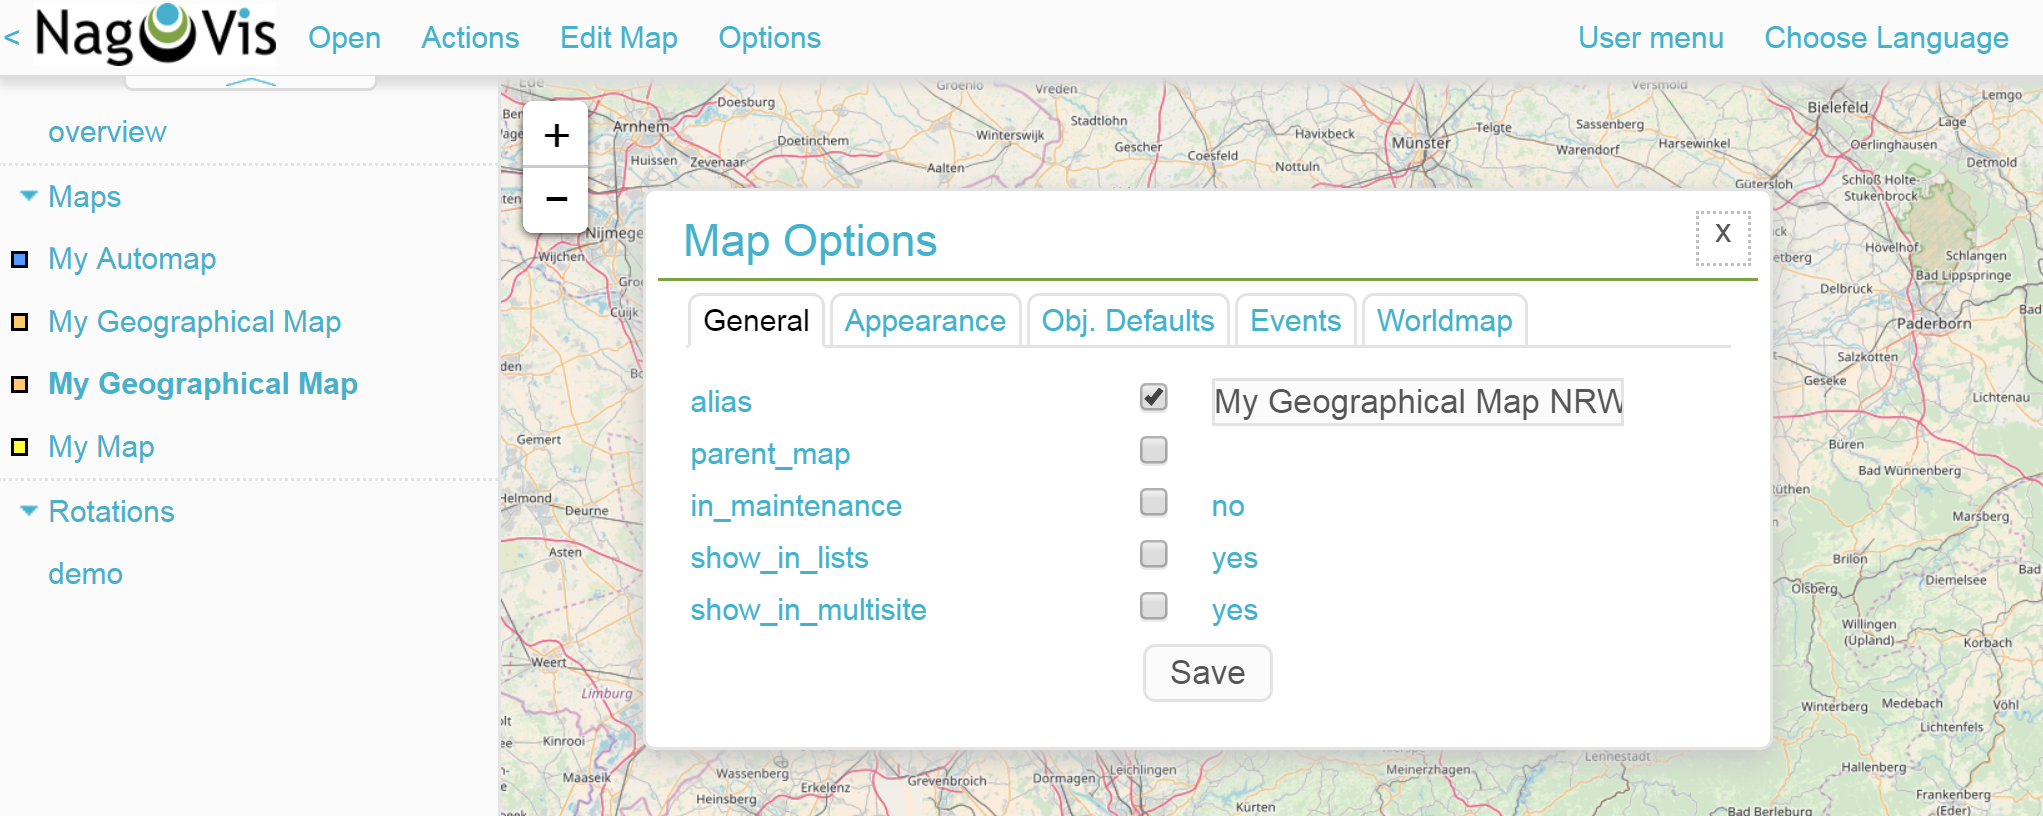 < NagVis Open Actions Edit Map Options User menu Choose Language
overview
Maps
My Automap
My Geographical Map
My Geographical Map
My Map
Rotations
demo
+
−
Map Options
X
General Appearance Obj. Defaults Events Worldmap
alias My Geographical Map NRW
parent_map
in_maintenance no
show_in_lists yes
show_in_multisite yes
Save
Ede
Groenlo
Vreden
Versmold
Doesburg
Lemgo
Bielefeld
Arnhem
Stadtlohn
Telgte
Sassenberg
Lage
Doetinchem
Winterswijk
Havixbeck
Münster
Harsewinkel
Oerlinghausen
Huissen
Zevenaar
Aalten
Gescher
Coesfeld
Nottuln
Warendorf
Detmold
Gütersloh
Schloß Holte-
Stukenbrock
Nijmege
Wijchen
Hövelhof
Schlangen
Bad Lippspringe
Delbrück
Cuijk
Paderborn
Bad
Salzkotten
Geseke
Lichtenau
Gemert
Büren
Bad Wünnenberg
Helmond
Deurne
Marsberg
Asten
Brilon
Diemelsee
Bad
Olsberg
Willingen
(Upland)
Korbach
Weert
Limburg
Winterberg
Medebach
Vöhl
Lichtenfels
Kinrooi
Maaseik
Wassenberg
Erkelenz
Grevenbroich
Dormagen
Leichlingen
Meinerzhagen
Lennestadt
Hallenberg
Heinsberg
Kürten
Frankenberg
(Eder)
Bad Berleburg